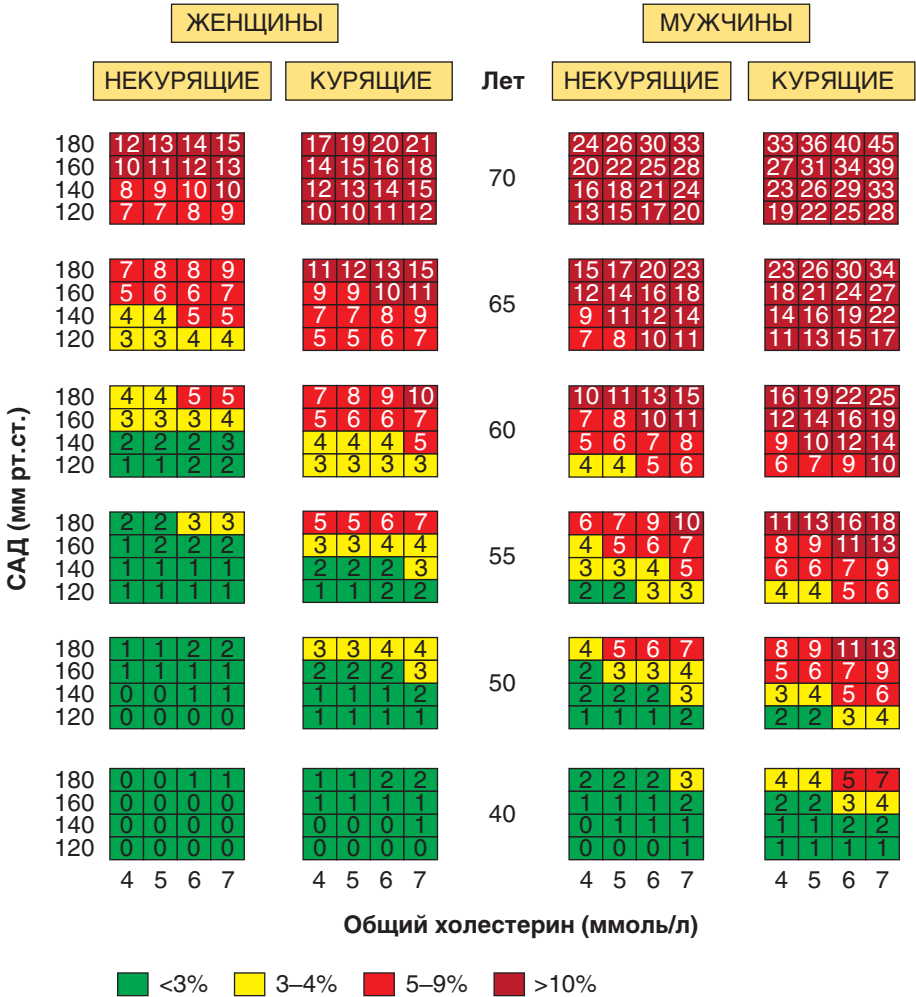 ЖЕНЩИНЫ МУЖЧИНЫ
НЕКУРЯЩИЕ КУРЯЩИЕ Лет НЕКУРЯЩИЕ КУРЯЩИЕ
180 12 13 14 15 17 19 20 21 24 26 30 33 33 36 40 45
160 10 11 12 13 14 15 16 18 20 22 25 28 27 31 34 39
70
140 8 9 10 10 12 13 14 15 16 18 21 24 23 26 29 33
120 7 7 8 9 10 10 11 12 13 15 17 20 19 22 25 28
180 7 8 8 9 11 12 13 15 15 17 20 23 23 26 30 34
160 5 6 6 7 9 9 10 11 12 14 16 18 18 21 24 27
65
140 4 4 5 5 7 7 8 9 9 11 12 14 14 16 19 22
120 3 3 4 4 5 5 6 7 7 8 10 11 11 13 15 17
180 4 4 5 5 7 8 9 10 10 11 13 15 16 19 22 25
160 3 3 3 4 5 6 6 7 7 8 10 11 12 14 16 19
60
140 2 2 2 3 4 4 4 5 5 6 7 8 9 10 12 14
120 1 1 2 2 3 3 3 3 4 4 5 6 6 7 9 10
САД (мм рт.ст.)
180 2 2 3 3 5 5 6 7 6 7 9 10 11 13 16 18
160 1 2 2 2 3 3 4 4 4 5 6 7 8 9 11 13
55
140 1 1 1 1 2 2 2 3 3 3 4 5 6 6 7 9
120 1 1 1 1 1 1 2 2 2 2 3 3 4 4 5 6
180 1 1 2 2 3 3 4 4 4 5 6 7 8 9 11 13
160 1 1 1 1 2 2 2 3 2 3 3 4 5 6 7 9
50
140 0 0 1 1 1 1 1 2 2 2 2 3 3 4 5 6
120 0 0 0 0 1 1 1 1 1 1 1 2 2 2 3 4
180 0 0 1 1 1 1 2 2 2 2 2 3 4 4 5 7
160 0 0 0 0 1 1 1 1 1 1 1 2 2 2 3 4
40
140 0 0 0 0 0 0 0 1 0 1 1 1 1 1 2 2
120 0 0 0 0 0 0 0 0 0 0 0 1 1 1 1 1
4 5 6 7 4 5 6 7 4 5 6 7 4 5 6 7
Общий холестерин (ммоль/л)
<3% 3–4% 5–9% >10%